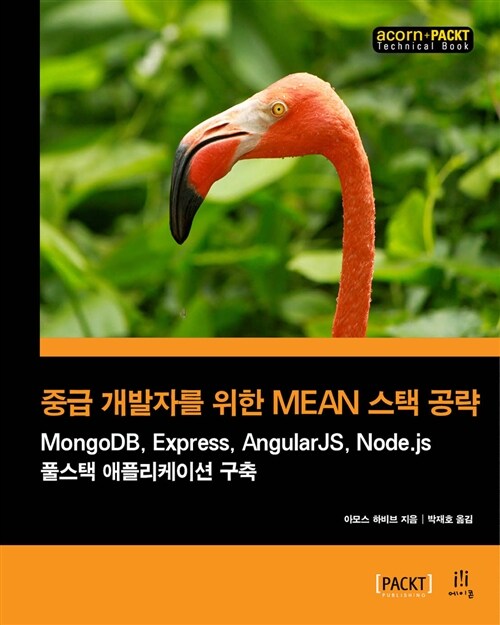 acorn+PACKT
Technical Book
중급 개발자를 위한 MEAN 스택 공략
MongoDB, Express, AngularJS, Node.js
풀스택 애플리케이션 구축
아모스 하비브 지음 | 박재호 옮김
[PACKT]
PUBLISHING
에이콘